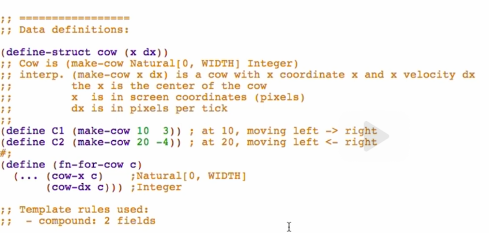 ;; =================
;; Data definitions:
(define-struct cow (x dx))
;; Cow is (make-cow Natural[0, WIDTH] Integer)
;; interp. (make-cow x dx) is a cow with x coordinate x and x velocity dx
;;         the x is the center of the cow
;;         x  is in screen coordinates (pixels)
;;         dx is in pixels per tick
;;
(define C1 (make-cow 10  3)) ; at 10, moving left -> right
(define C2 (make-cow 20 -4)) ; at 20, moving left <- right
#;
(define (fn-for-cow c)
  (... (cow-x c)    ;Natural[0, WIDTH]
       (cow-dx c))) ;Integer
;; Template rules used:
;;  - compound: 2 fields